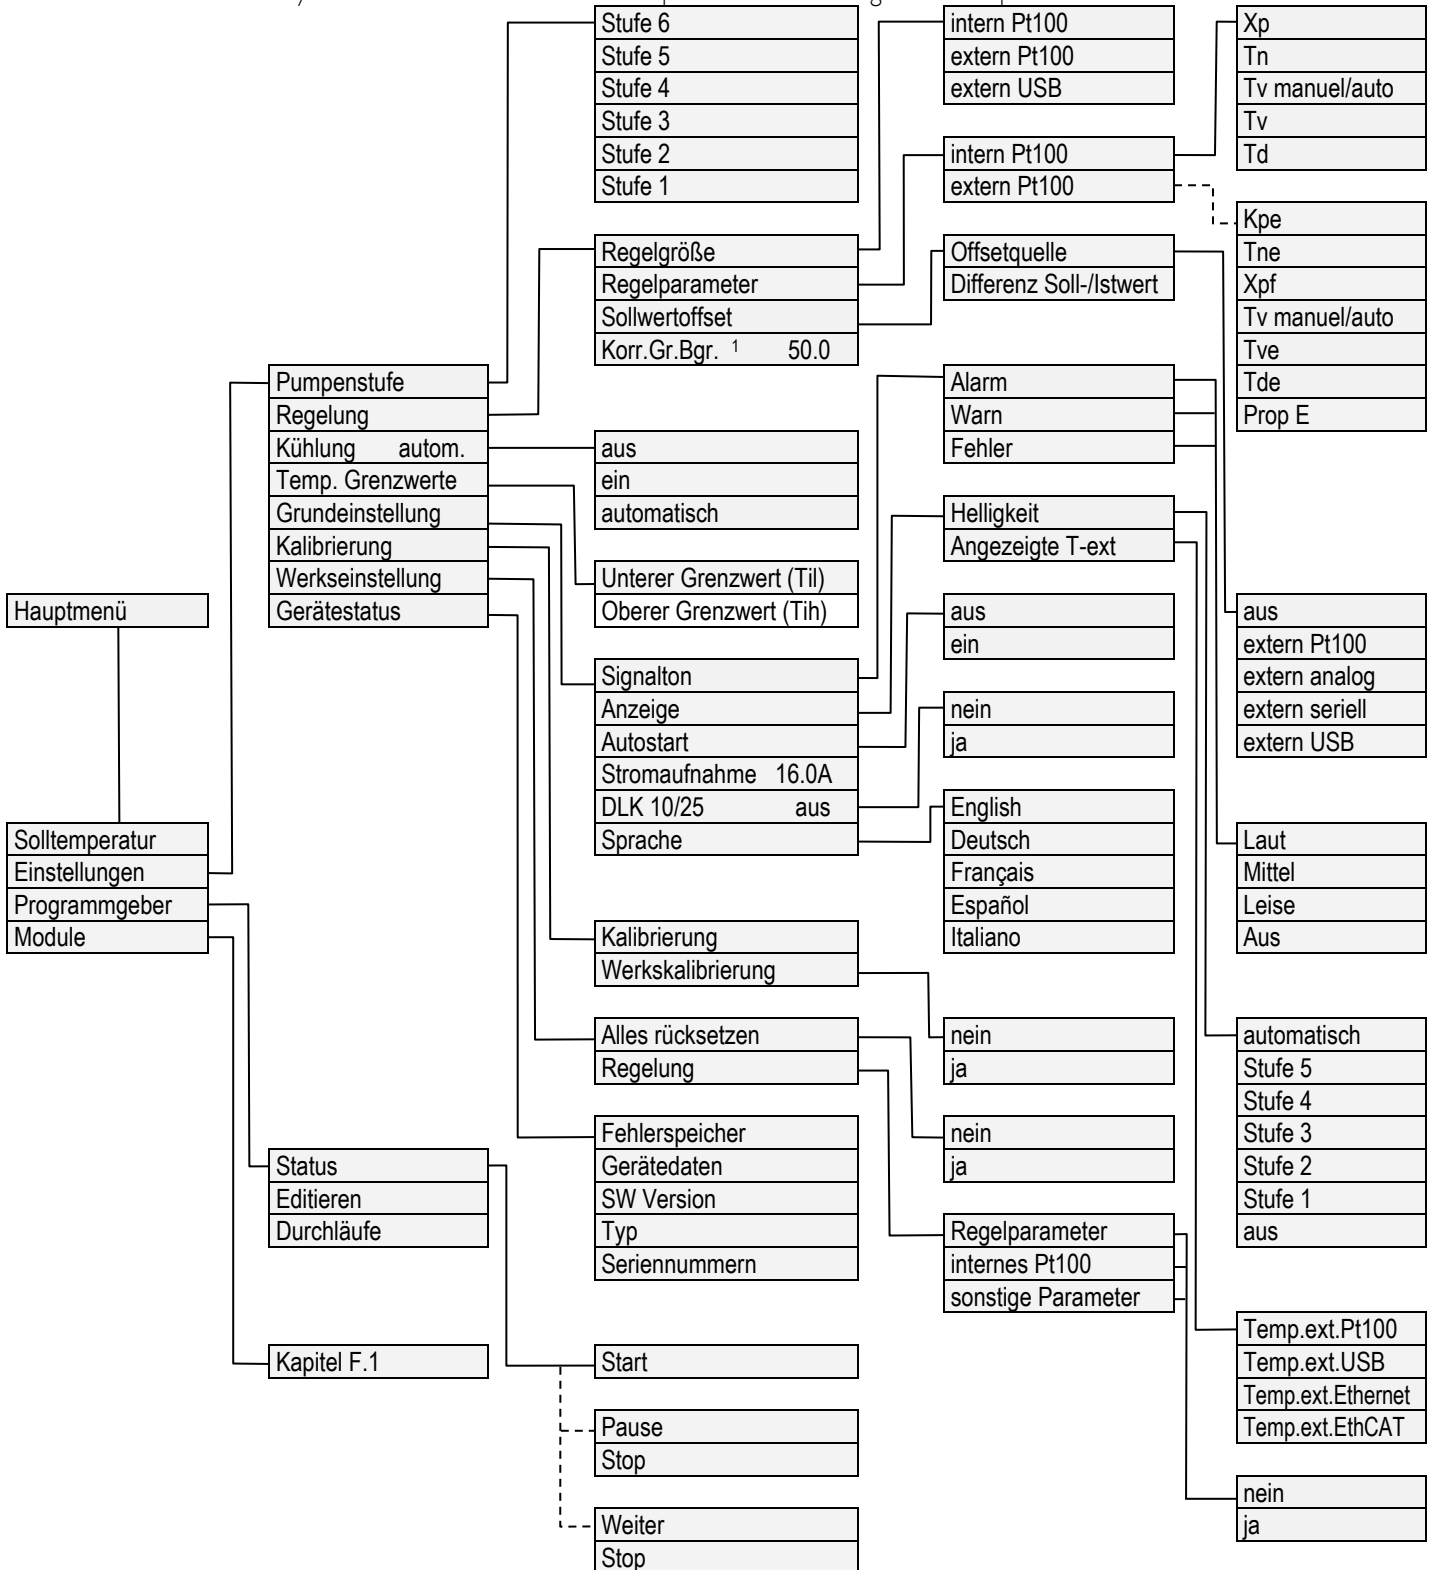 Hauptmenü
Solltemperatur
Einstellungen
Programmgeber
Module
Pumpenstufe
Regelung
Kühlung autom.
Temp. Grenzwerte
Grundeinstellung
Kalibrierung
Werkseinstellung
Gerätestatus
Status
Editieren
Durchläufe
Kapitel F.1
Stufe 6
Stufe 5
Stufe 4
Stufe 3
Stufe 2
Stufe 1
Regelgröße
Regelparameter
Sollwertoffset
Korr.Gr.Bgr. 1 50.0
aus
ein
automatisch
Unterer Grenzwert (Til)
Oberer Grenzwert (Tih)
Signalton
Anzeige
Autostart
Stromaufnahme 16.0A
DLK 10/25 aus
Sprache
Kalibrierung
Werkskalibrierung
Alles rücksetzen
Regelung
Fehlerspeicher
Gerätedaten
SW Version
Typ
Seriennummern
Start
Pause
Stop
Weiter
Stop
intern Pt100
extern Pt100
extern USB
intern Pt100
extern Pt100
Offsetquelle
Differenz Soll-/Istwert
Alarm
Warn
Fehler
Helligkeit
Angezeigte T-ext
aus
ein
nein
ja
English
Deutsch
Français
Español
Italiano
nein
ja
nein
ja
Regelparameter
internes Pt100
sonstige Parameter
Xp
Tn
Tv manuel/auto
Tv
Td
Kpe
Tne
Xpf
Tv manuel/auto
Tve
Tde
Prop E
aus
extern Pt100
extern analog
extern seriell
extern USB
Laut
Mittel
Leise
Aus
automatisch
Stufe 5
Stufe 4
Stufe 3
Stufe 2
Stufe 1
aus
Temp.ext.Pt100
Temp.ext.USB
Temp.ext.Ethernet
Temp.ext.EthCAT
nein
ja